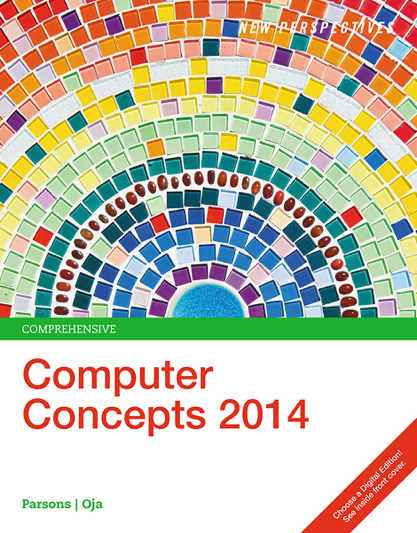 NEW PERSPECTIVES
COMPREHENSIVE
Computer
Concepts 2014
Parsons | Oja
Choose a Digital Edition!
See inside front cover.